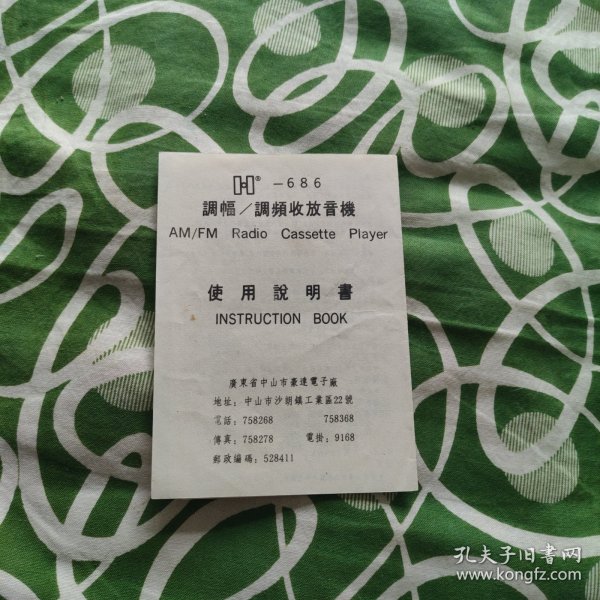 H® -686
調幅/調頻收放音機
AM/FM Radio Cassette Player
使用說明書
INSTRUCTION BOOK
廣東省中山市豪達電子廠
地址：中山市沙朗鎮工業區22號
電話：758268 758368
傳真：758278 電掛：9168
郵政編碼：528411
孔夫子旧書网
www.kongfz.com